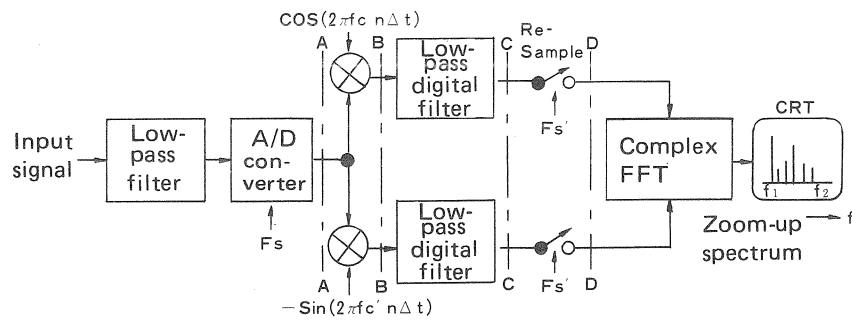 COS(2πfc nΔt)
A
B
Low-
pass
digital
filter
C
Re-
Sample
D
Fs'
Input
signal
Low-
pass
filter
A/D
con-
verter
Fs
Complex
FFT
CRT
f1 f2
Zoom-up
spectrum
f
Low-
pass
digital
filter
A
B
C
Fs'
D
-Sin(2πfc' nΔt)